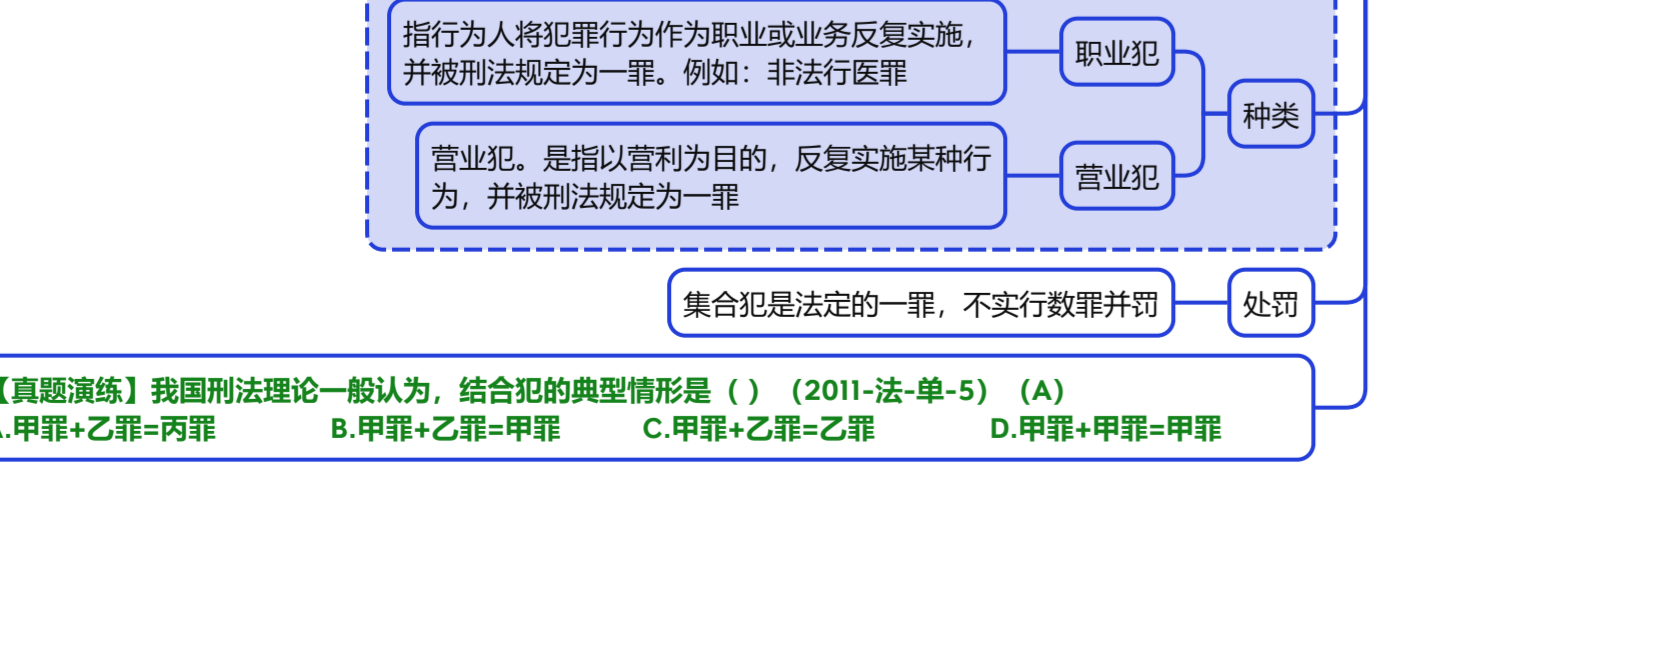 指行为人将犯罪行为作为职业或业务反复实施，
并被刑法规定为一罪。例如：非法行医罪
职业犯
种类
营业犯。是指以营利为目的，反复实施某种行
为，并被刑法规定为一罪
营业犯
集合犯是法定的一罪，不实行数罪并罚
处罚
【真题演练】我国刑法理论一般认为，结合犯的典型情形是（ ）（2011-法-单-5）（A）
A.甲罪+乙罪=丙罪 B.甲罪+乙罪=甲罪 C.甲罪+乙罪=乙罪 D.甲罪+甲罪=甲罪